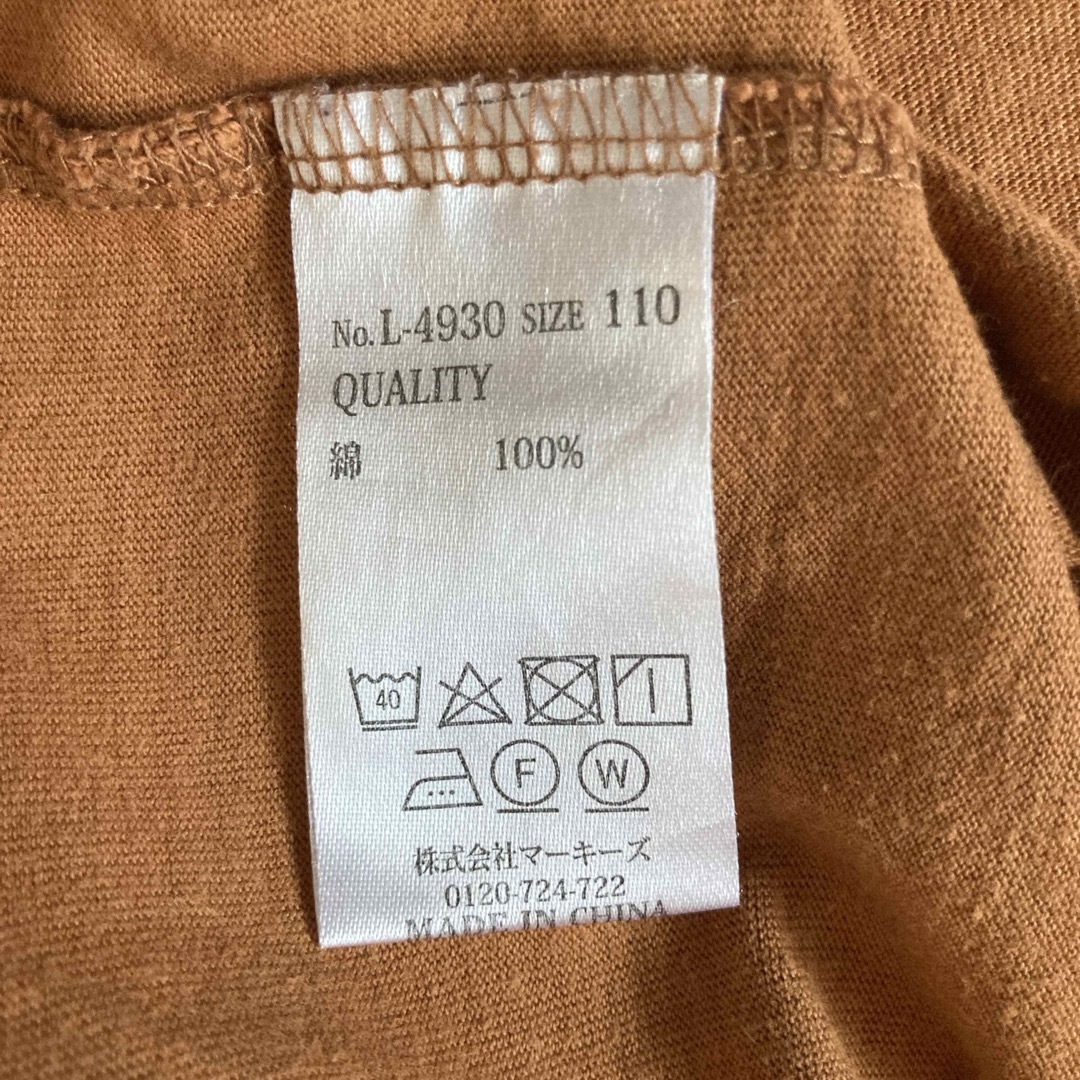 No.L-4930 SIZE 110
QUALITY
綿 100%
40
F W
株式会社マーキーズ
0120-724-722
MADE IN CHINA